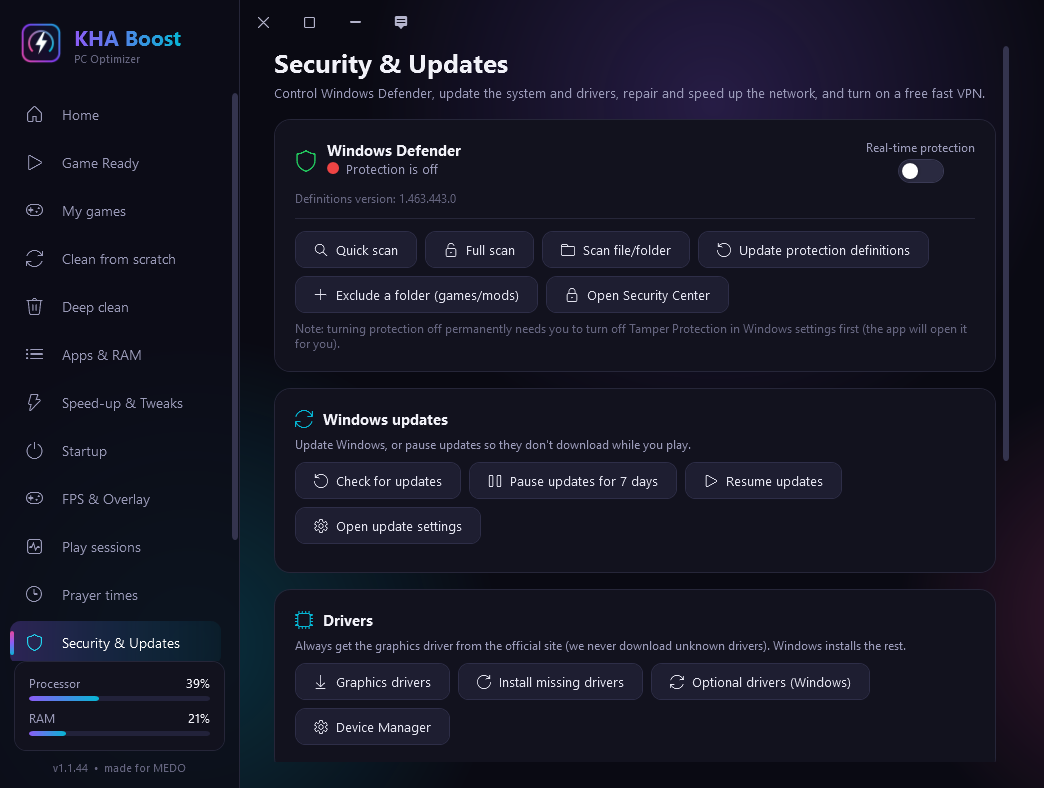 KHA Boost
PC Optimizer
Home
Game Ready
My games
Clean from scratch
Deep clean
Apps & RAM
Speed-up & Tweaks
Startup
FPS & Overlay
Play sessions
Prayer times
Security & Updates
Processor 39%
RAM 21%
v1.1.44 • made for MEDO
Security & Updates
Control Windows Defender, update the system and drivers, repair and speed up the network, and turn on a free fast VPN.
Windows Defender
Protection is off
Real-time protection
Definitions version: 1.463.443.0
Quick scan Full scan Scan file/folder Update protection definitions
Exclude a folder (games/mods) Open Security Center
Note: turning protection off permanently needs you to turn off Tamper Protection in Windows settings first (the app will open it
for you).
Windows updates
Update Windows, or pause updates so they don't download while you play.
Check for updates Pause updates for 7 days Resume updates
Open update settings
Drivers
Always get the graphics driver from the official site (we never download unknown drivers). Windows installs the rest.
Graphics drivers Install missing drivers Optional drivers (Windows)
Device Manager